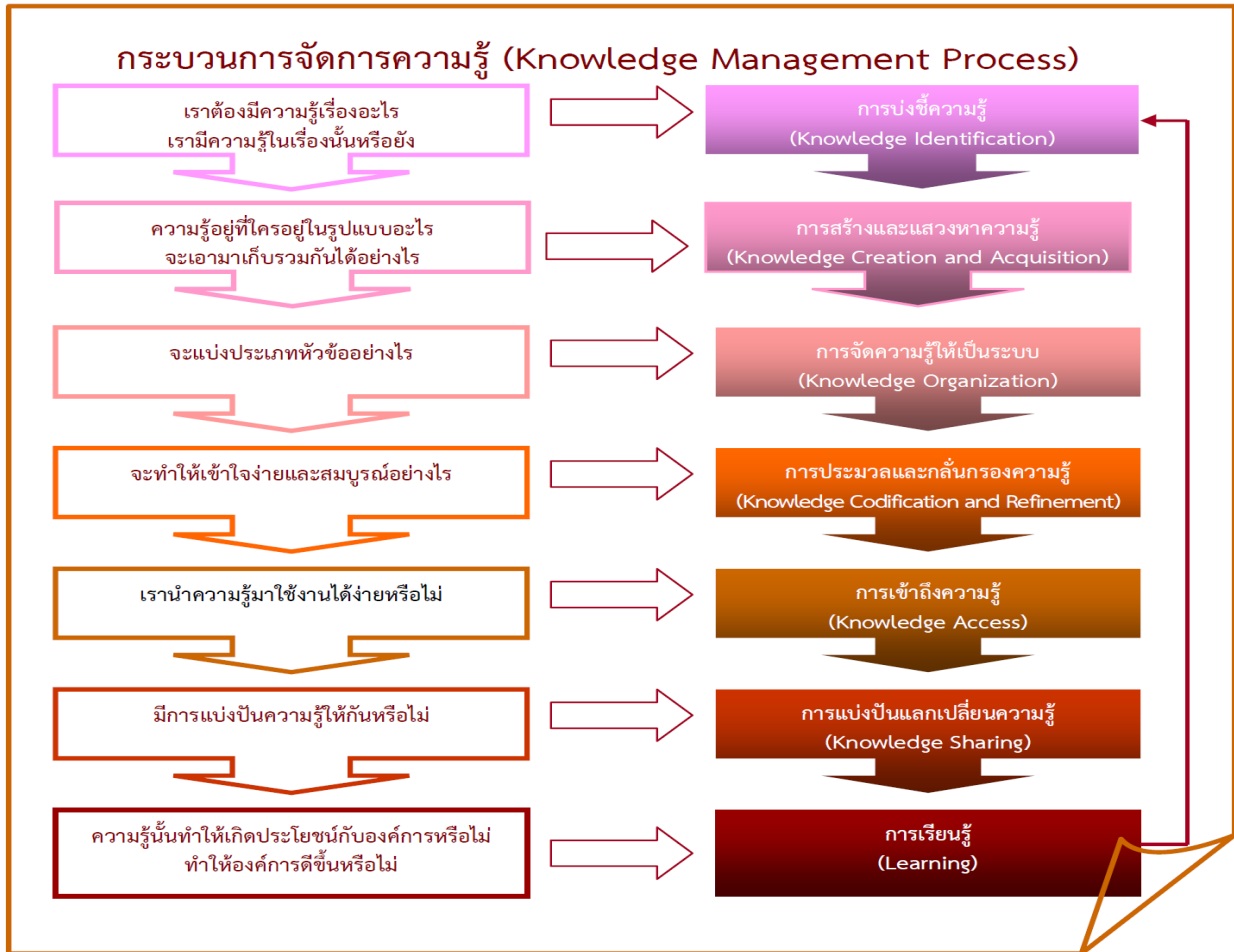 กระบวนการจัดการความรู้ (Knowledge Management Process)
เราต้องมีความรู้เรื่องอะไร
เรามีความรู้ในเรื่องนั้นหรือยัง
การบ่งชี้ความรู้
(Knowledge Identification)
ความรู้อยู่ที่ใครอยู่ในรูปแบบอะไร
จะเอามาเก็บรวมกันได้อย่างไร
การสร้างและแสวงหาความรู้
(Knowledge Creation and Acquisition)
จะแบ่งประเภทหัวข้ออย่างไร
การจัดความรู้ให้เป็นระบบ
(Knowledge Organization)
จะทำให้เข้าใจง่ายและสมบูรณ์อย่างไร
การประมวลและกลั่นกรองความรู้
(Knowledge Codification and Refinement)
เรานำความรู้มาใช้งานได้ง่ายหรือไม่
การเข้าถึงความรู้
(Knowledge Access)
มีการแบ่งปันความรู้ให้กันหรือไม่
การแบ่งปันแลกเปลี่ยนความรู้
(Knowledge Sharing)
ความรู้นั้นทำให้เกิดประโยชน์กับองค์การหรือไม่
ทำให้องค์การดีขึ้นหรือไม่
การเรียนรู้
(Learning)